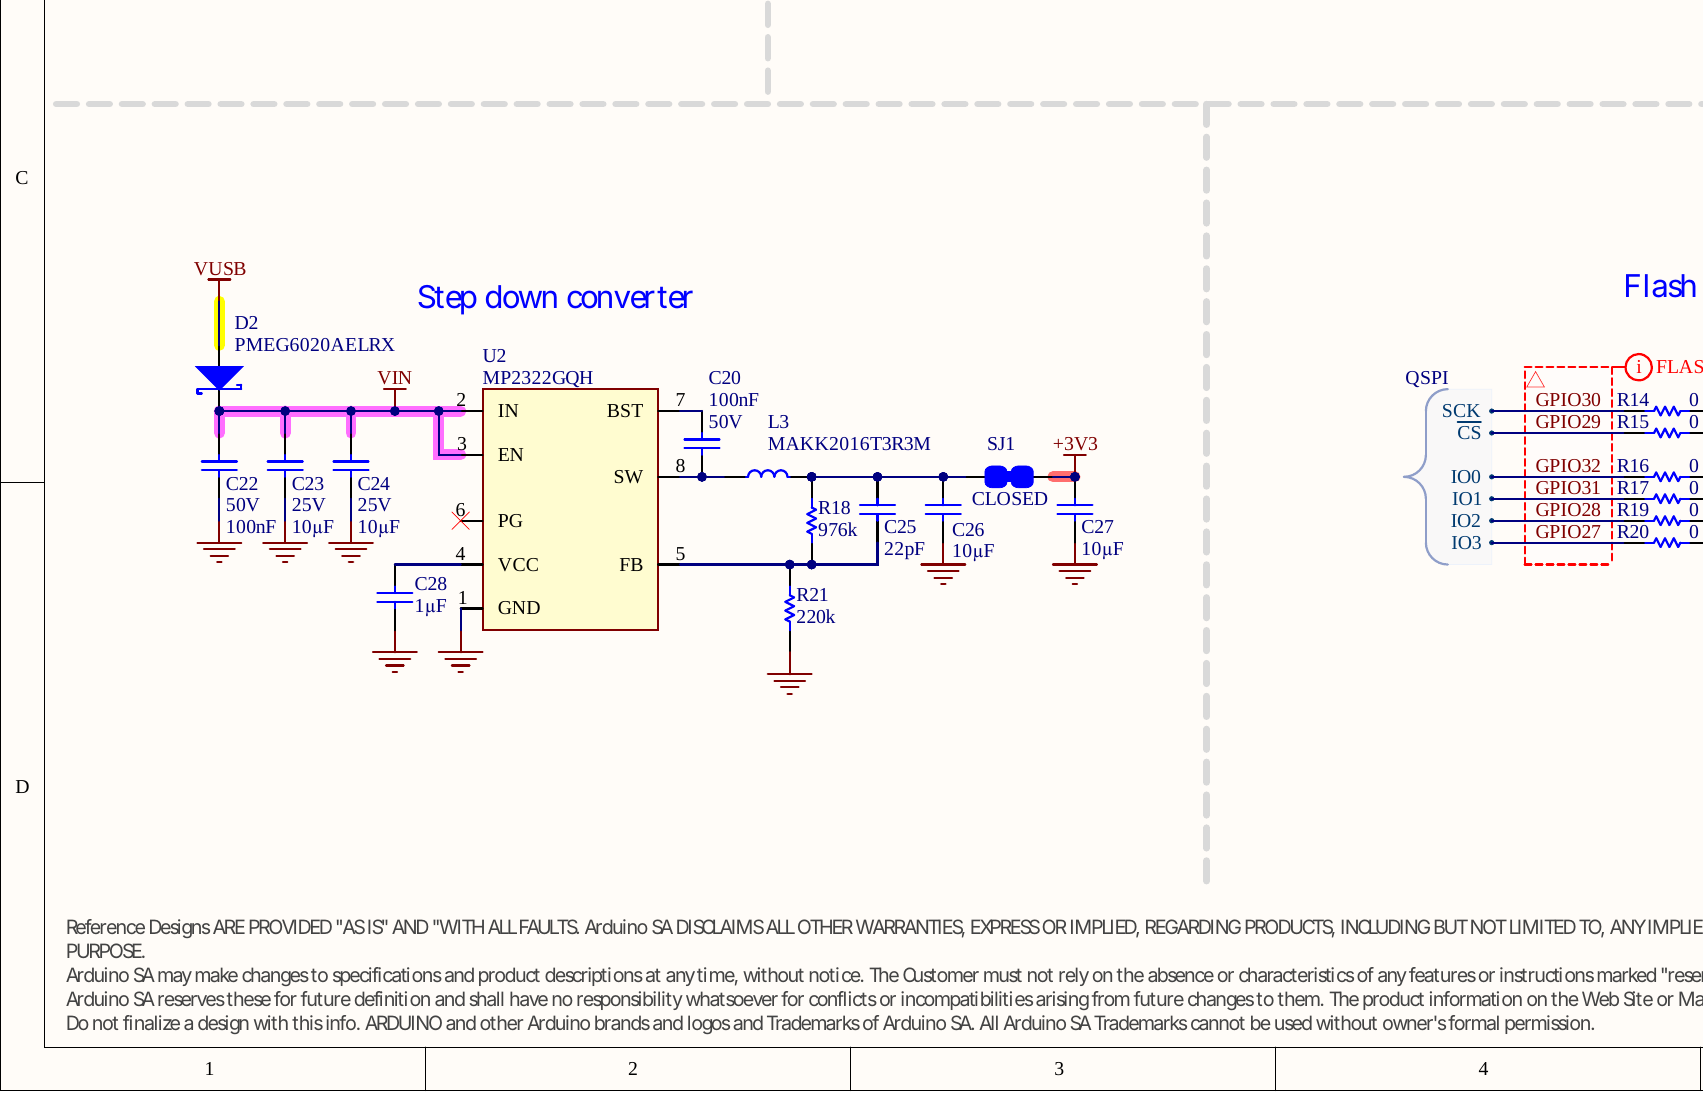 C
VUSB
Step down converter
Flash
D2
PMEG6020AELRX
U2
MP2322GQH
VIN
2
IN
3
EN
6
PG
4
VCC
1
GND
BST
7
SW
8
FB
5
C20
100nF
50V
L3
MAKK2016T3R3M
SJ1
CLOSED
+3V3
C22
50V
100nF
C23
25V
10µF
C24
25V
10µF
R18
976k
C25
22pF
C26
10µF
C27
10µF
C28
1µF
R21
220k
QSPI
i FLAS
SCK GPIO30 R14 0
CS GPIO29 R15 0
IO0 GPIO32 R16 0
IO1 GPIO31 R17 0
IO2 GPIO28 R19 0
IO3 GPIO27 R20 0
D
Reference Designs ARE PROVIDED "AS IS" AND "WITH ALL FAULTS. Arduino SA DISCLAIMS ALL OTHER WARRANTIES, EXPRESS OR IMPLIED, REGARDING PRODUCTS, INCLUDING BUT NOT LIMITED TO, ANY IMPLIE
PURPOSE.
Arduino SA may make changes to specifications and product descriptions at any time, without notice. The Customer must not rely on the absence or characteristics of any features or instructions marked "reser
Arduino SA reserves these for future definition and shall have no responsibility whatsoever for conflicts or incompatibilities arising from future changes to them. The product information on the Web Site or Ma
Do not finalize a design with this info. ARDUINO and other Arduino brands and logos and Trademarks of Arduino SA. All Arduino SA Trademarks cannot be used without owner's formal permission.
1 2 3 4